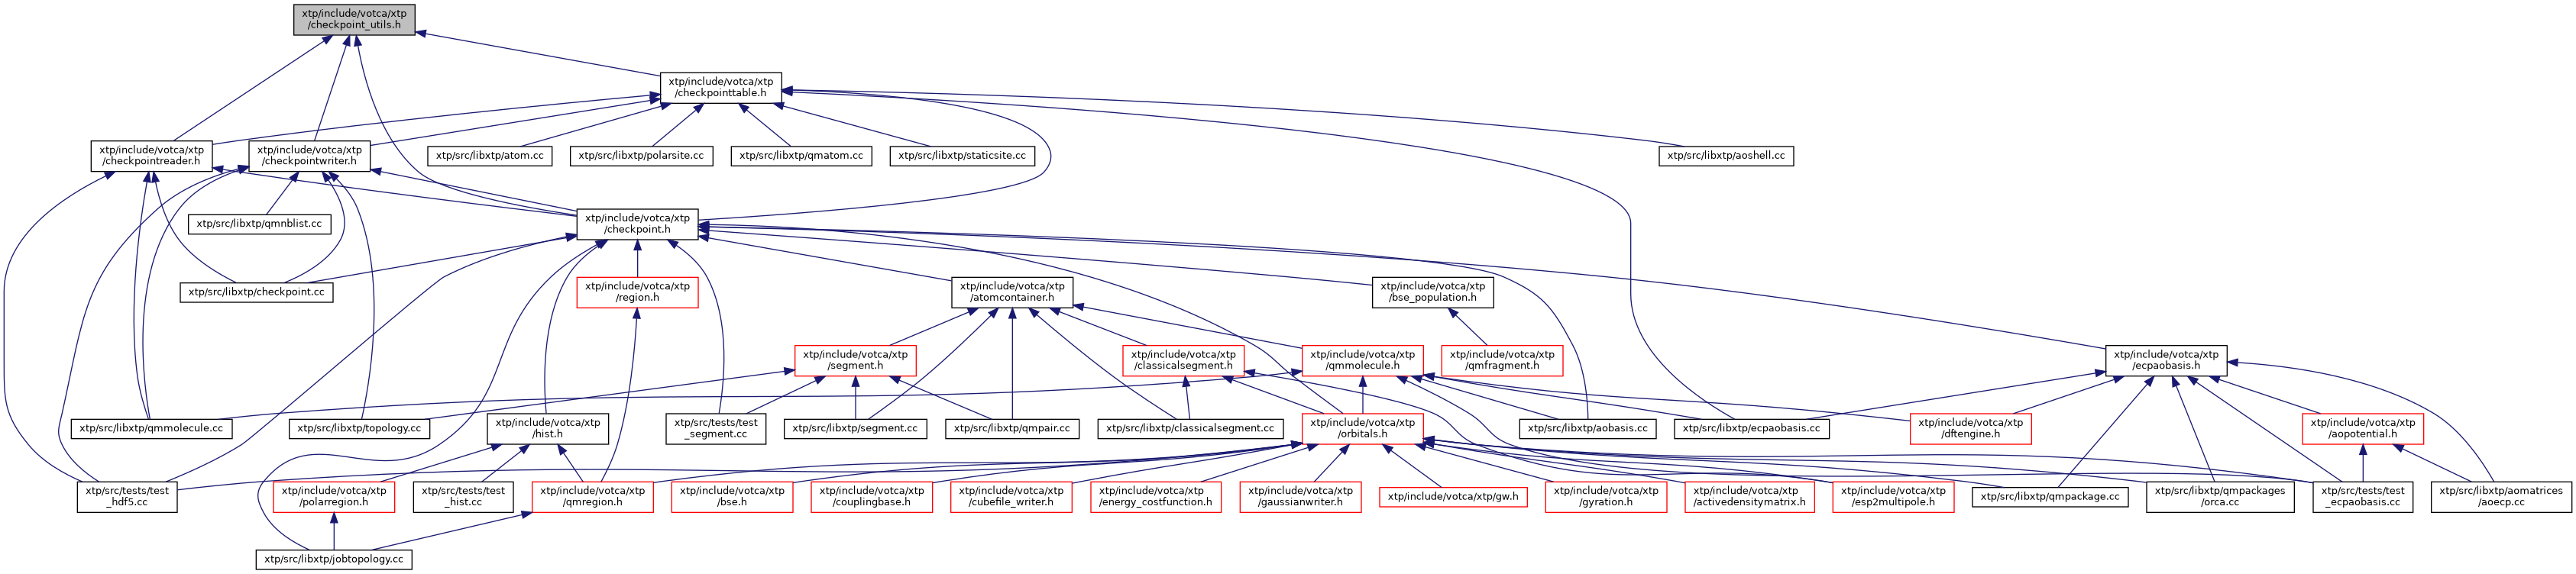 xtp/include/votca/xtp
/checkpoint_utils.h
xtp/include/votca/xtp
/checkpointtable.h
xtp/include/votca/xtp
/checkpointreader.h
xtp/include/votca/xtp
/checkpointwriter.h
xtp/src/libxtp/atom.cc
xtp/src/libxtp/polarsite.cc
xtp/src/libxtp/qmatom.cc
xtp/src/libxtp/staticsite.cc
xtp/src/libxtp/aoshell.cc
xtp/src/libxtp/qmnblist.cc
xtp/include/votca/xtp
/checkpoint.h
xtp/src/libxtp/checkpoint.cc
xtp/include/votca/xtp
/region.h
xtp/include/votca/xtp
/atomcontainer.h
xtp/include/votca/xtp
/bse_population.h
xtp/include/votca/xtp
/segment.h
xtp/include/votca/xtp
/classicalsegment.h
xtp/include/votca/xtp
/qmmolecule.h
xtp/include/votca/xtp
/qmfragment.h
xtp/include/votca/xtp
/ecpaobasis.h
xtp/src/libxtp/qmmolecule.cc
xtp/src/libxtp/topology.cc
xtp/include/votca/xtp
/hist.h
xtp/src/tests/test
_segment.cc
xtp/src/libxtp/segment.cc
xtp/src/libxtp/qmpair.cc
xtp/src/libxtp/classicalsegment.cc
xtp/include/votca/xtp
/orbitals.h
xtp/src/libxtp/aobasis.cc
xtp/src/libxtp/ecpaobasis.cc
xtp/include/votca/xtp
/dftengine.h
xtp/include/votca/xtp
/aopotential.h
xtp/src/tests/test
_hdf5.cc
xtp/include/votca/xtp
/polarregion.h
xtp/src/tests/test
_hist.cc
xtp/include/votca/xtp
/qmregion.h
xtp/include/votca/xtp
/bse.h
xtp/include/votca/xtp
/couplingbase.h
xtp/include/votca/xtp
/cubefile_writer.h
xtp/include/votca/xtp
/energy_costfunction.h
xtp/include/votca/xtp
/gaussianwriter.h
xtp/include/votca/xtp/gw.h
xtp/include/votca/xtp
/gyration.h
xtp/include/votca/xtp
/activedensitymatrix.h
xtp/include/votca/xtp
/esp2multipole.h
xtp/src/libxtp/qmpackage.cc
xtp/src/libxtp/qmpackages
/orca.cc
xtp/src/tests/test
_ecpaobasis.cc
xtp/src/libxtp/aomatrices
/aoecp.cc
xtp/src/libxtp/jobtopology.cc